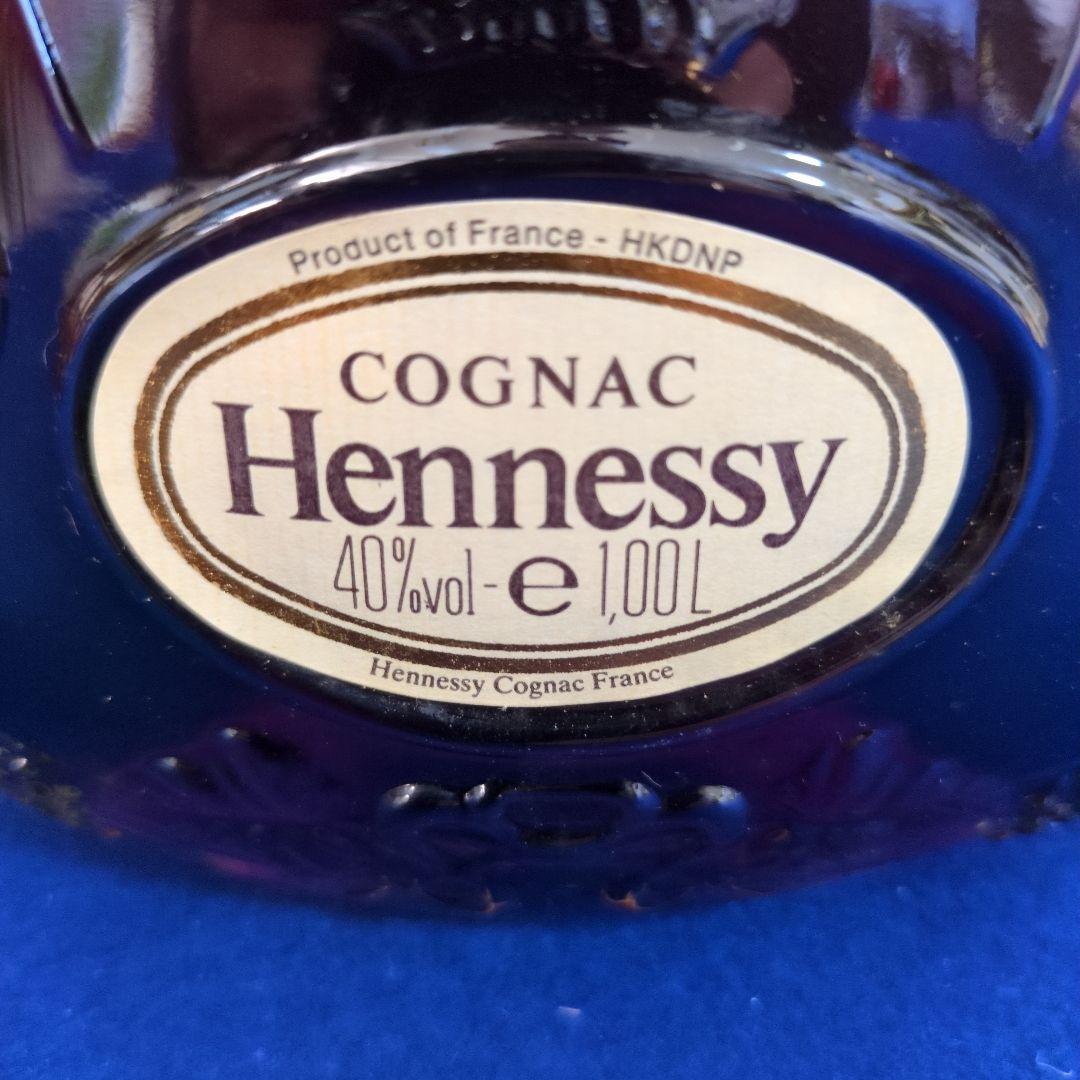 Product of France - HKDNP
COGNAC
Hennessy
40%vol - e 1,00 L
Hennessy Cognac France